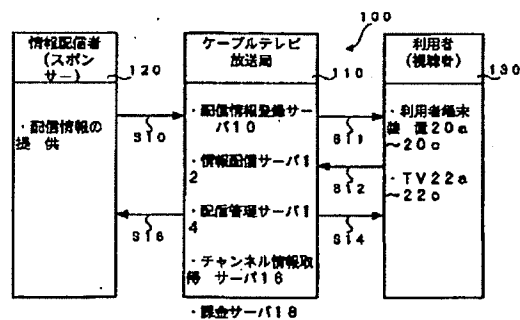 100
情報配信者
(スポン
サー)
120
・配信情報の
提 供
S10
S16
ケーブルテレビ
放送局
110
・配信情報登録サー
バ10
・情報配信サーバ1
2
・配信管理サーバ1
4
・チャンネル情報取
得 サーバ16
・課金サーバ18
S11
S12
S14
利用者
(視聴者)
130
・利用者端末
装 置20a
～20c
・TV22a
～22c